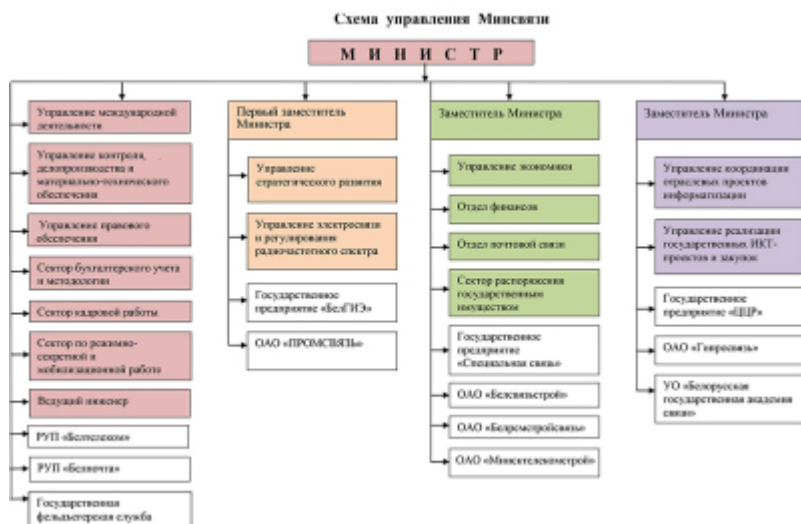 Схема управления Минсвязи
М И Н И С Т Р
Управление международной
деятельности
Управление контроля,
делопроизводства и
материально-технического
обеспечения
Управление правового
обеспечения
Сектор бухгалтерского учета
и методологии
Сектор кадровой работы
Сектор по режимно-
секретной и
мобилизационной работе
Ведущий инженер
РУП «Белтелеком»
РУП «Белпочта»
Государственная
фельдъегерская служба
Первый заместитель
Министра
Управление
стратегического развития
Управление электросвязи
и регулирования
радиочастотного спектра
Государственное
предприятие «БелГИЭ»
ОАО «ПРОМСВЯЗЬ»
Заместитель Министра
Управление экономики
Отдел финансов
Отдел почтовой связи
Сектор распоряжения
государственным
имуществом
Государственное
предприятие
«Специальная связь»
ОАО «Белсвязьстрой»
ОАО «Белремстройсвязь»
ОАО
Заместитель Министра
Управление координации
отраслевых проектов
информатизации
Управление реализации
государственных ИКТ-
проектов и закупок
Государственное
предприятие «ЦЦР»
ОАО «Гипросвязь»
УО «Белорусская
государственная академия
связи»